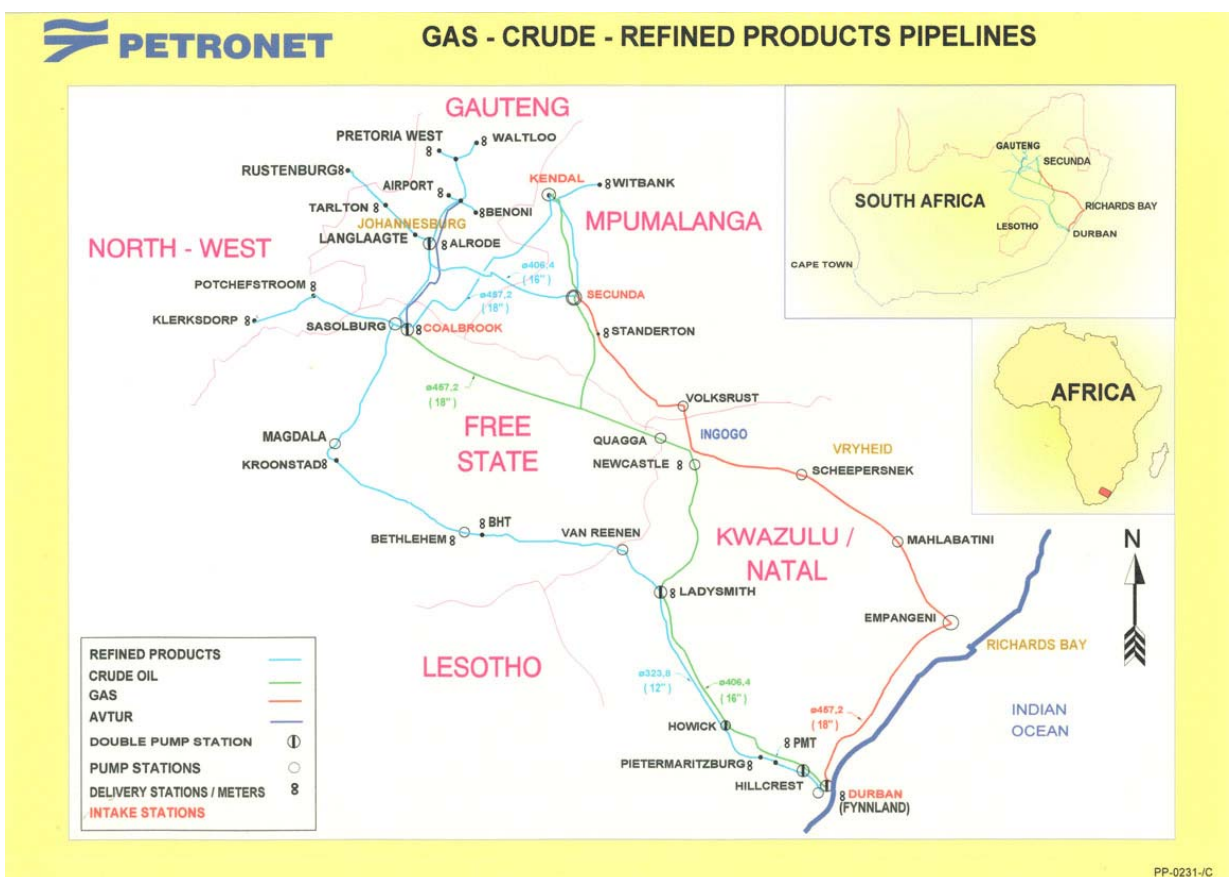 PETRONET
GAS - CRUDE - REFINED PRODUCTS PIPELINES
GAUTENG
PRETORIA WEST
WALTLOO
RUSTENBURG
AIRPORT
KENDAL
WITBANK
TARLTON
BENONI
MPUMALANGA
JOHANNESBURG
LANGLAAGTE
ALRODE
NORTH - WEST
ø406,4
(16")
POTCHEFSTROOM
ø457,2
(18")
SECUNDA
KLERKSDORP
SASOLBURG
COALBROOK
STANDERTON
ø457,2
(18")
VOLKSRUST
FREE
STATE
MAGDALA
QUAGGA
INGOGO
VRYHEID
KROONSTAD
NEWCASTLE
SCHEEPERSNEK
BHT
BETHLEHEM
VAN REENEN
KWAZULU /
NATAL
MAHLABATINI
LADYSMITH
EMPANGENI
LESOTHO
RICHARDS BAY
ø323,8
(12")
ø406,4
(16")
HOWICK
ø457,2
(18")
INDIAN
OCEAN
PMT
PIETERMARITZBURG
HILLCREST
DURBAN
(FYNNLAND)
GAUTENG
SECUNDA
SOUTH AFRICA
RICHARDS BAY
LESOTHO
DURBAN
CAPE TOWN
AFRICA
N
REFINED PRODUCTS
CRUDE OIL
GAS
AVTUR
DOUBLE PUMP STATION
PUMP STATIONS
DELIVERY STATIONS / METERS
INTAKE STATIONS
PP-0231-/C